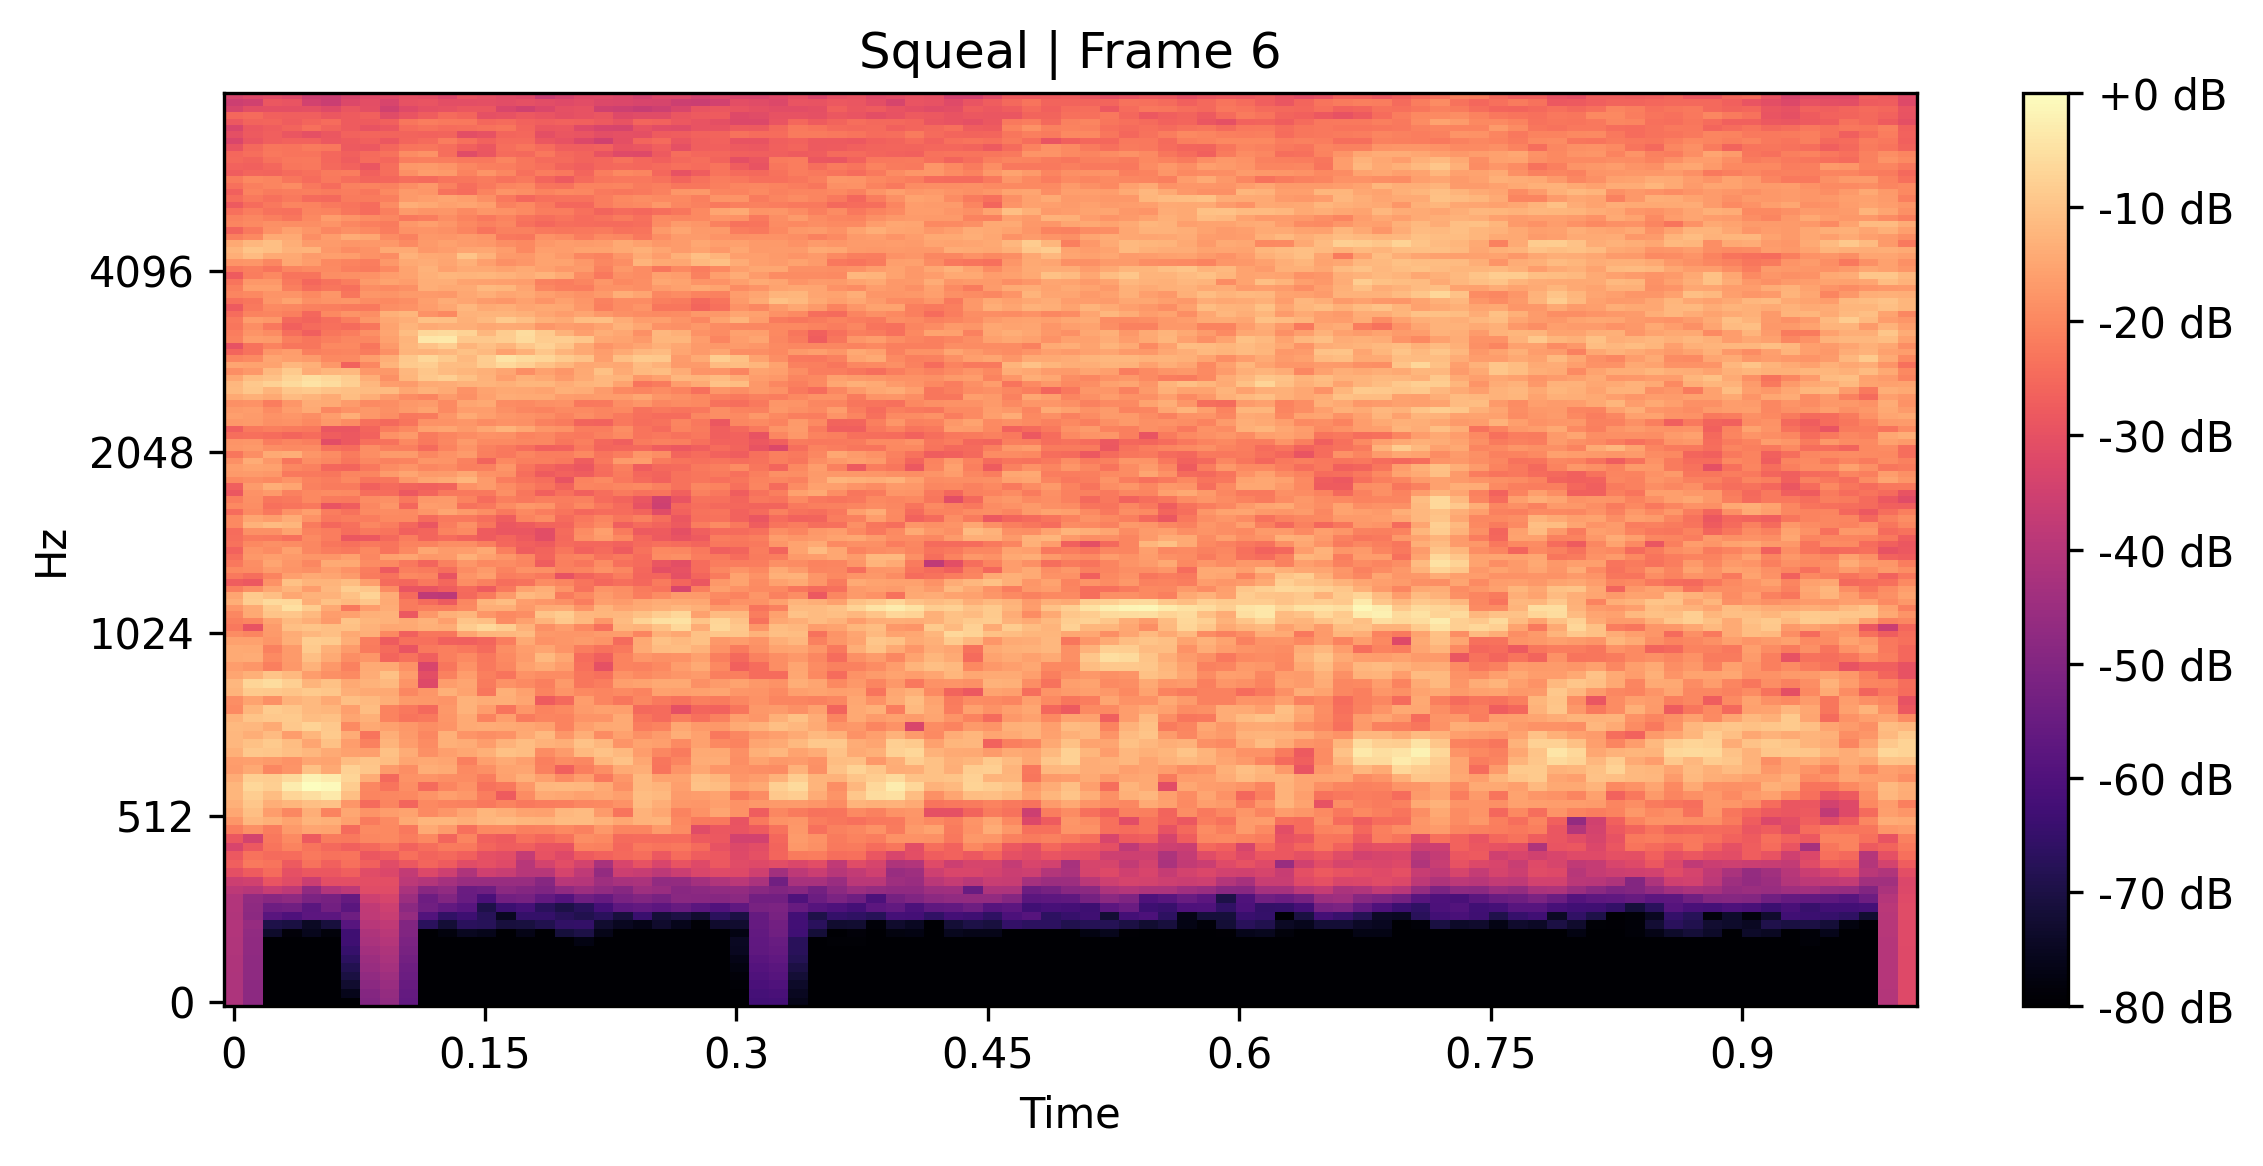 Squeal | Frame 6
+0 dB
-10 dB
-20 dB
-30 dB
-40 dB
-50 dB
-60 dB
-70 dB
-80 dB
Hz
4096
2048
1024
512
0
0 0.15 0.3 0.45 0.6 0.75 0.9
Time